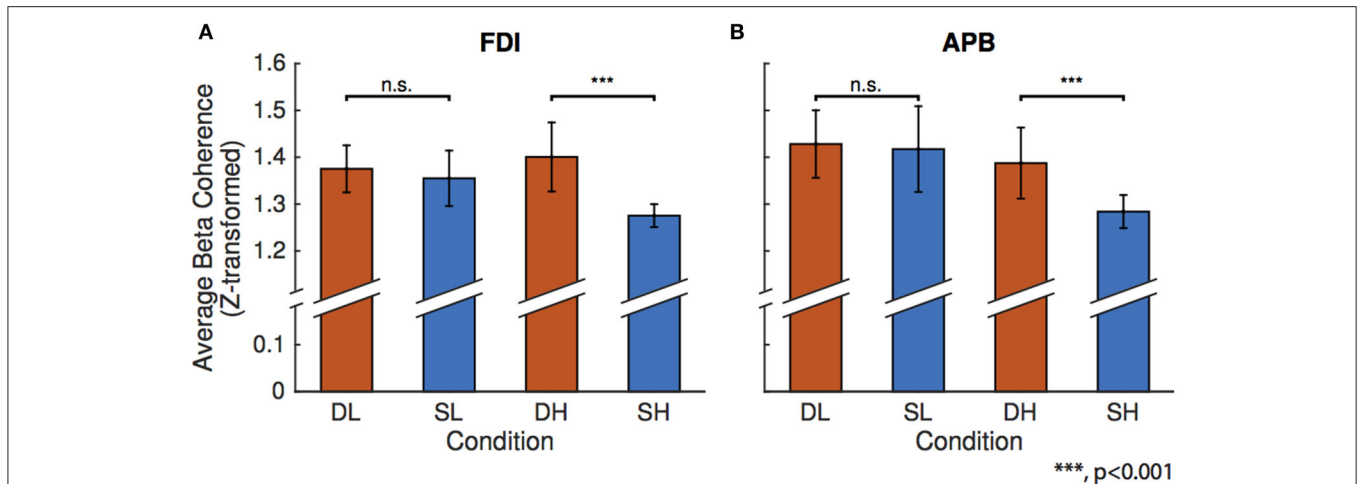 A
FDI
B
APB
Average Beta Coherence
(Z-transformed)
1.6
1.5
1.4
1.3
1.2
0.1
0
n.s.
***
n.s.
***
DL SL DH SH
DL SL DH SH
Condition
Condition
***, p<0.001